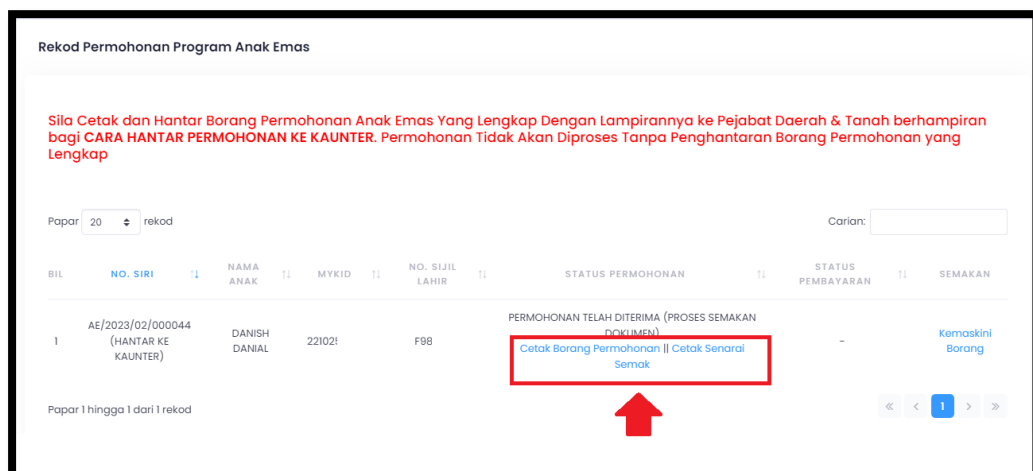 Rekod Permohonan Program Anak Emas
Sila Cetak dan Hantar Borang Permohonan Anak Emas Yang Lengkap Dengan Lampirannya ke Pejabat Daerah & Tanah berhampiran
bagi CARA HANTAR PERMOHONAN KE KAUNTER. Permohonan Tidak Akan Diproses Tanpa Penghantaran Borang Permohonan yang
Lengkap
Papar 20 rekod
Carian:
BIL NO. SIRI NAMA ANAK MYKID NO. SIJIL LAHIR STATUS PERMOHONAN STATUS PEMBAYARAN SEMAKAN
1
AE/2023/02/000044
(HANTAR KE
KAUNTER)
DANISH
DANIAL
22102
F98
PERMOHONAN TELAH DITERIMA (PROSES SEMAKAN
DOKUMEN)
Cetak Borang Permohonan || Cetak Senarai
Semak
-
Kemaskini
Borang
Papar 1 hingga 1 dari 1 rekod
« < 1 > »